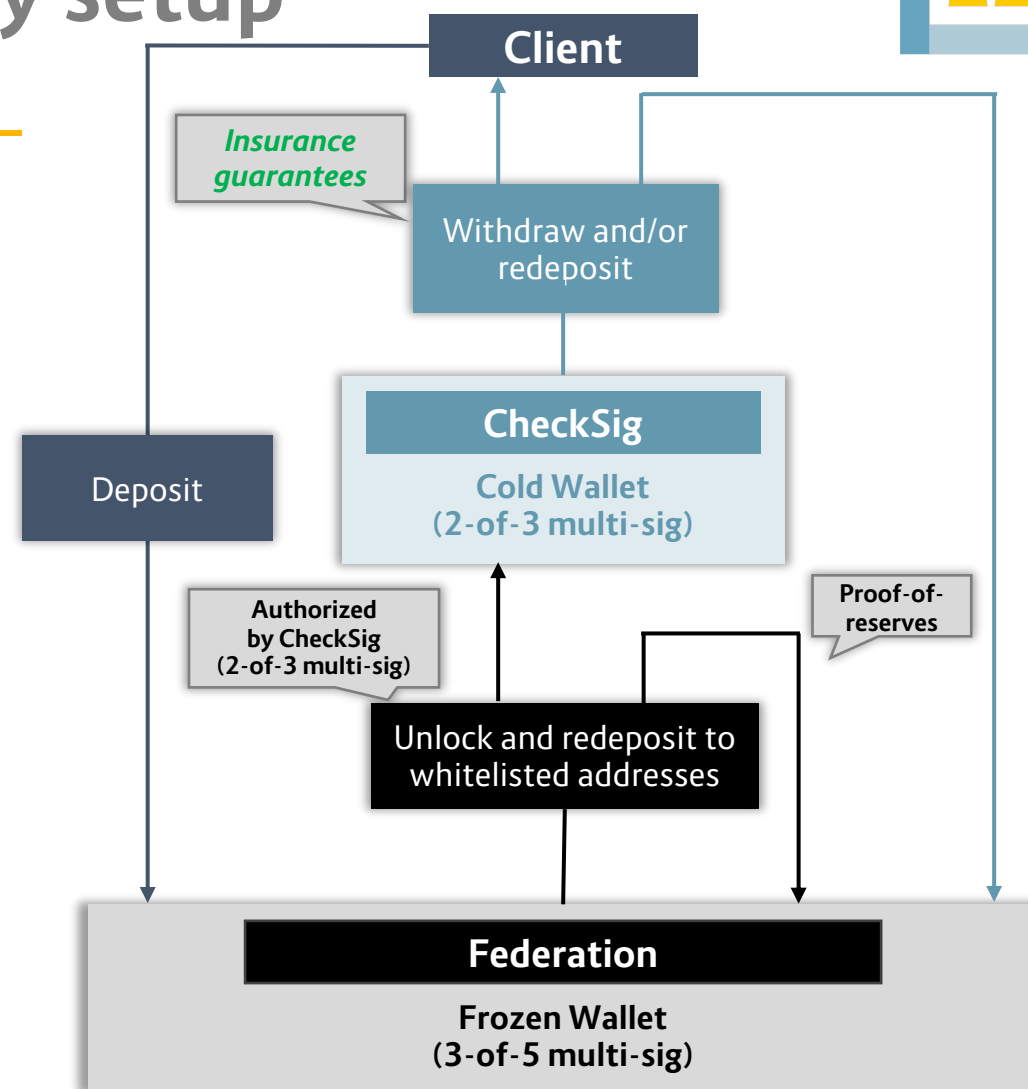 y setup
Client
Insurance
guarantees
Withdraw and/or
redeposit
CheckSig
Cold Wallet
(2-of-3 multi-sig)
Deposit
Authorized
by CheckSig
(2-of-3 multi-sig)
Proof-of-
reserves
Unlock and redeposit to
whitelisted addresses
Federation
Frozen Wallet
(3-of-5 multi-sig)